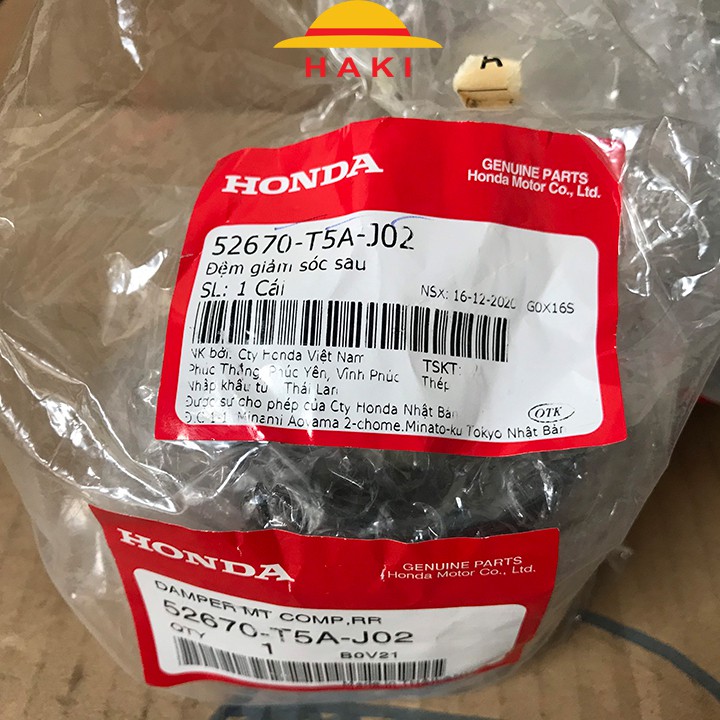 HAKI
HONDA
GENUINE PARTS
Honda Motor Co., Ltd.
52670-T5A-J02
Đệm giảm sóc sau
SL: 1 Cái
NSX: 16-12-2020 G0X16S
NK bởi: Cty Honda Việt Nam
Phúc Thắng, Phúc Yên, Vĩnh Phúc
TSKT:
Thép
Nhập khẩu từ: Thái Lan
Được sự cho phép của Cty Honda Nhật Bản
Đ.C 1-1, Minami Aoyama 2-chome,Minato-ku Tokyo Nhật Bản
OTK
HONDA
GENUINE PARTS
Honda Motor Co., Ltd.
DAMPER MT COMP,RR
52670-T5A-J02
QTY 1 B0V21